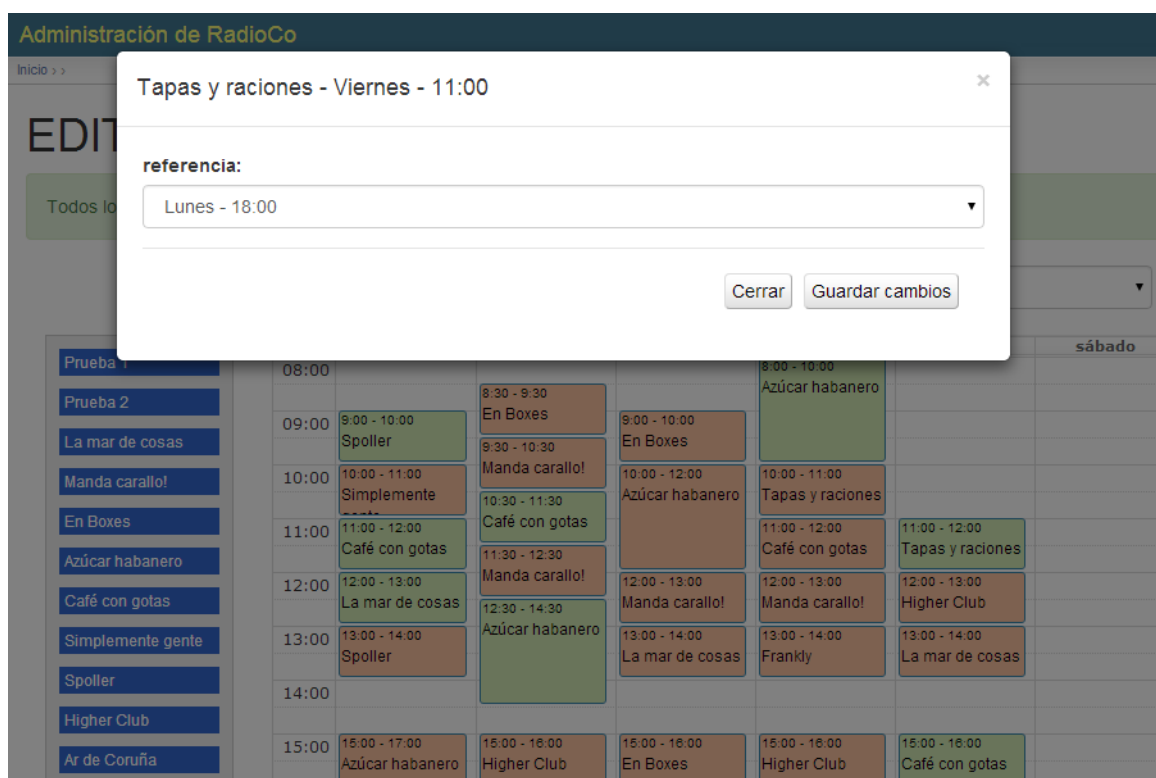 Administración de RadioCo
Inicio › ›
Tapas y raciones - Viernes - 11:00
×
EDIT
referencia:
Todos lo
Lunes - 18:00
Cerrar
Guardar cambios
sábado
Prueba 1
Prueba 2
La mar de cosas
Manda carallo!
En Boxes
Azúcar habanero
Café con gotas
Simplemente gente
Spoller
Higher Club
Ar de Coruña
08:00
09:00
10:00
11:00
12:00
13:00
14:00
15:00
9:00 - 10:00
Spoller
10:00 - 11:00
Simplemente
gente
11:00 - 12:00
Café con gotas
12:00 - 13:00
La mar de cosas
13:00 - 14:00
Spoller
15:00 - 17:00
Azúcar habanero
8:30 - 9:30
En Boxes
9:30 - 10:30
Manda carallo!
10:30 - 11:30
Café con gotas
11:30 - 12:30
Manda carallo!
12:30 - 14:30
Azúcar habanero
15:00 - 16:00
Higher Club
9:00 - 10:00
En Boxes
10:00 - 12:00
Azúcar habanero
12:00 - 13:00
Manda carallo!
13:00 - 14:00
La mar de cosas
15:00 - 16:00
En Boxes
8:00 - 10:00
Azúcar habanero
10:00 - 11:00
Tapas y raciones
11:00 - 12:00
Café con gotas
12:00 - 13:00
Manda carallo!
13:00 - 14:00
Frankly
15:00 - 16:00
Higher Club
11:00 - 12:00
Tapas y raciones
12:00 - 13:00
Higher Club
13:00 - 14:00
La mar de cosas
15:00 - 16:00
Café con gotas